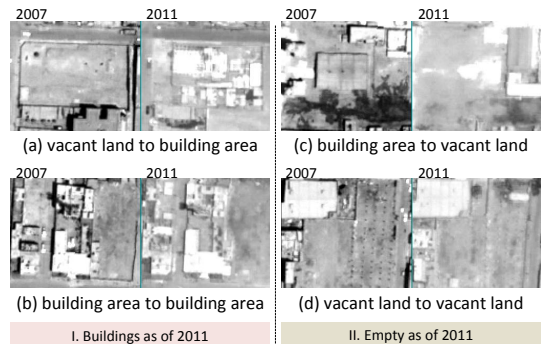 2007 2011
(a) vacant land to building area
2007 2011
(b) building area to building area
I. Buildings as of 2011
2007 2011
(c) building area to vacant land
2007 2011
(d) vacant land to vacant land
II. Empty as of 2011